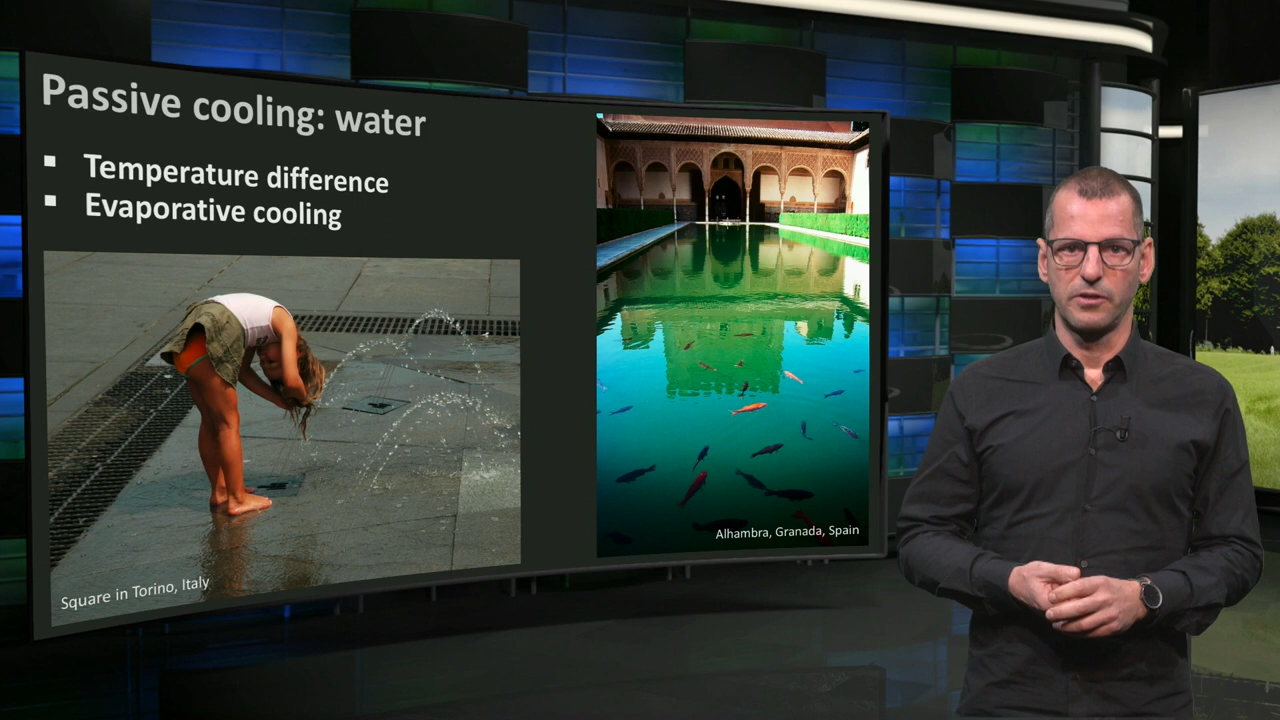 Passive cooling: water
▪ Temperature difference
▪ Evaporative cooling
Square in Torino, Italy
Alhambra, Granada, Spain